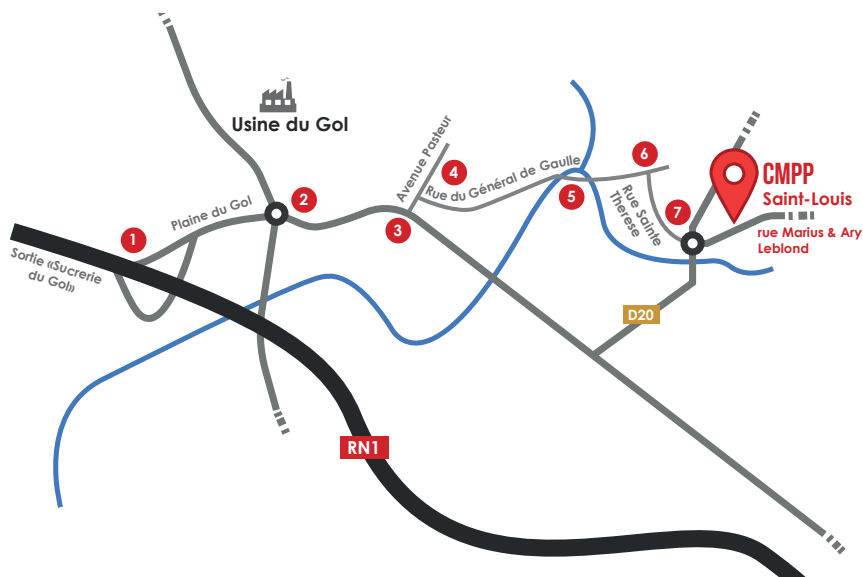 Usine du Gol
Avenue Pasteur
4
Rue du Général de Gaulle
6
CMPP
Saint-Louis
rue Marius & Ary
Leblond
5
Rue Sainte
Therese
7
2
Plaine du Gol
3
1
Sortie «Sucrerie
du Gol»
D20
RN1